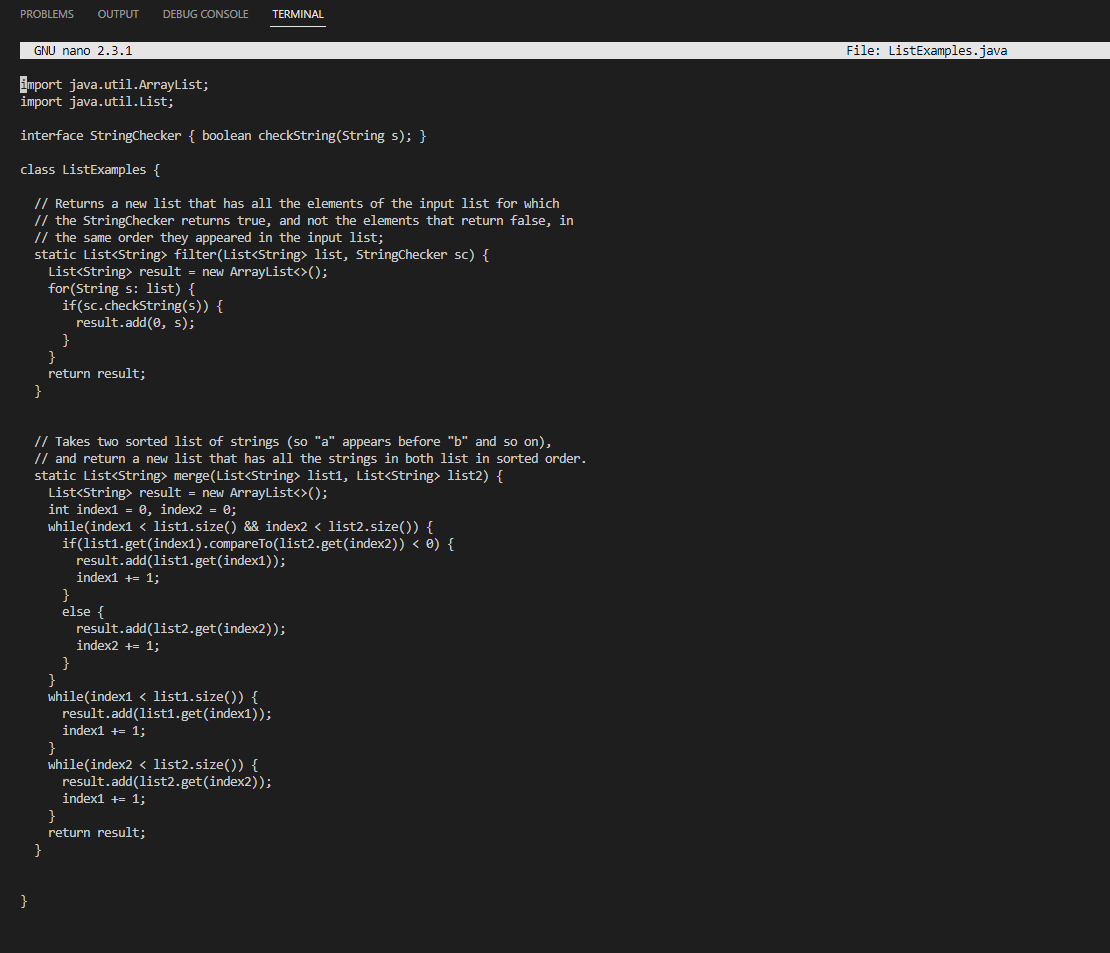 PROBLEMS OUTPUT DEBUG CONSOLE TERMINAL
GNU nano 2.3.1 File: ListExamples.java
import java.util.ArrayList;
import java.util.List;
interface StringChecker { boolean checkString(String s); }
class ListExamples {
// Returns a new list that has all the elements of the input list for which
// the StringChecker returns true, and not the elements that return false, in
// the same order they appeared in the input list;
static List<String> filter(List<String> list, StringChecker sc) {
List<String> result = new ArrayList<>();
for(String s: list) {
if(sc.checkString(s)) {
result.add(0, s);
}
}
return result;
}
// Takes two sorted list of strings (so "a" appears before "b" and so on),
// and return a new list that has all the strings in both list in sorted order.
static List<String> merge(List<String> list1, List<String> list2) {
List<String> result = new ArrayList<>();
int index1 = 0, index2 = 0;
while(index1 < list1.size() && index2 < list2.size()) {
if(list1.get(index1).compareTo(list2.get(index2)) < 0) {
result.add(list1.get(index1));
index1 += 1;
}
else {
result.add(list2.get(index2));
index2 += 1;
}
}
while(index1 < list1.size()) {
result.add(list1.get(index1));
index1 += 1;
}
while(index2 < list2.size()) {
result.add(list2.get(index2));
index1 += 1;
}
return result;
}
}